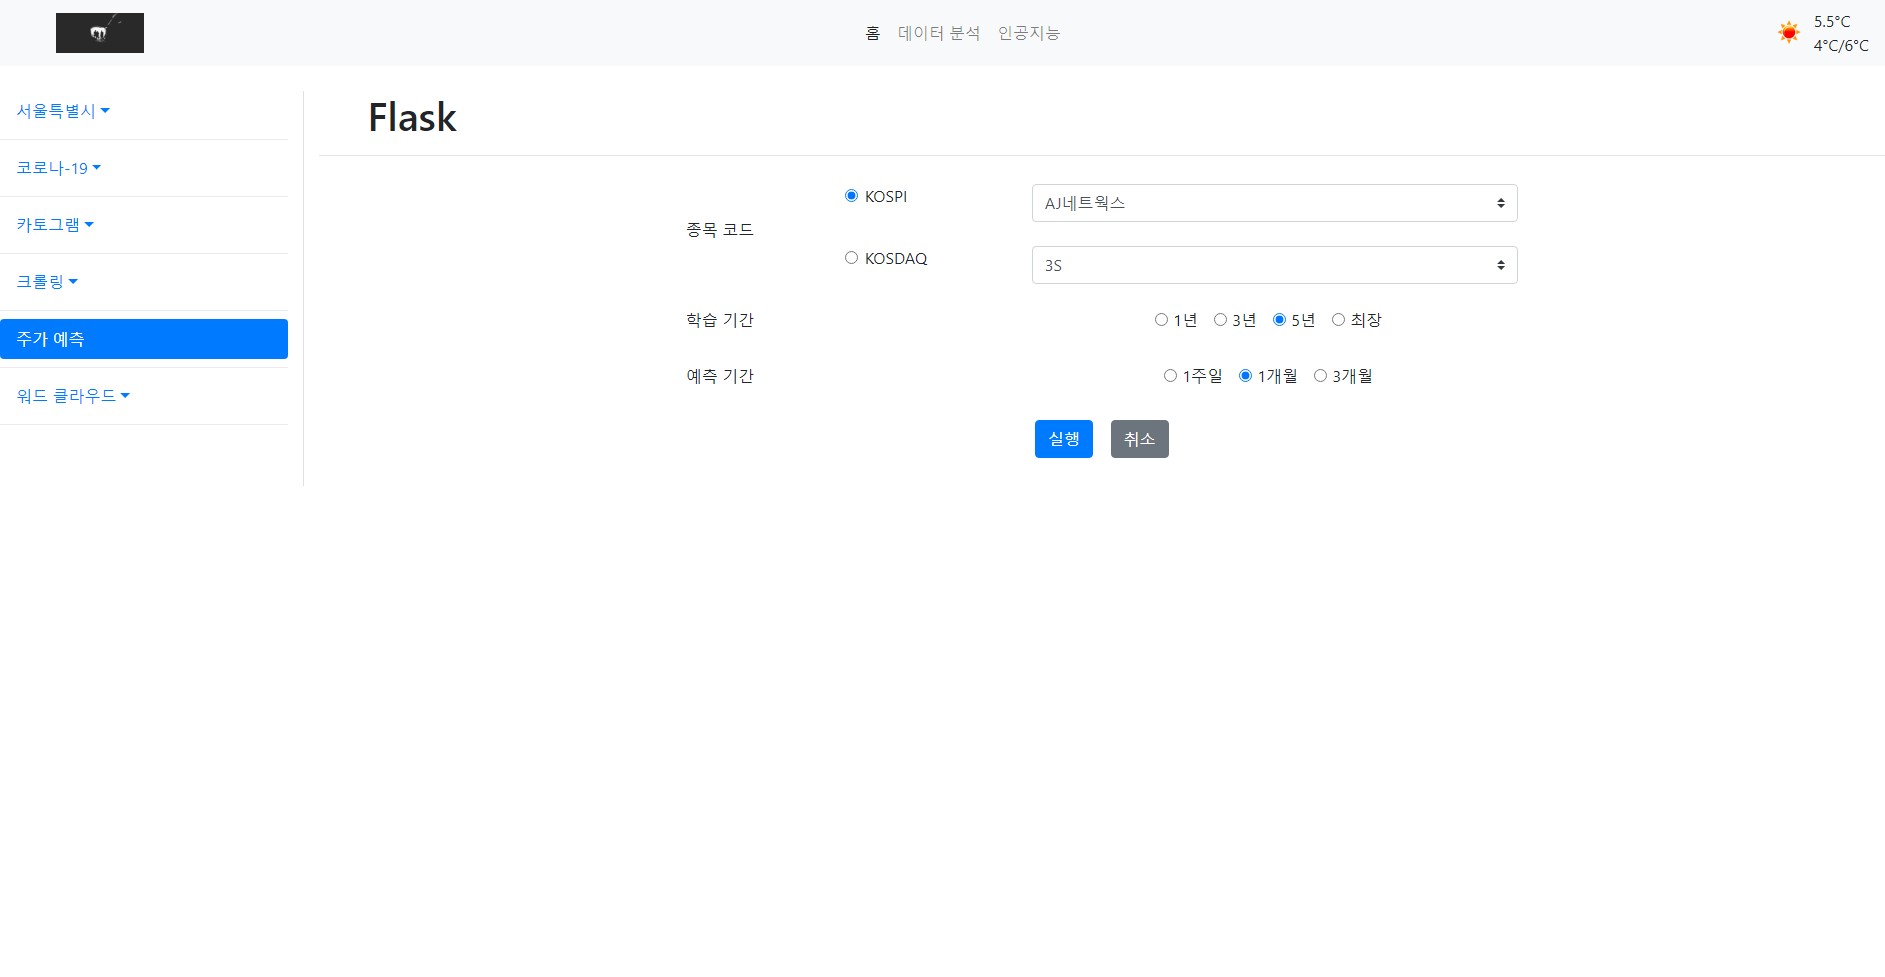 홈 데이터 분석 인공지능
5.5°C
4°C/6°C
서울특별시
코로나-19
카토그램
크롤링
주가 예측
워드 클라우드
Flask
종목 코드
KOSPI AJ네트웍스
KOSDAQ 3S
학습 기간 1년 3년 5년 최장
예측 기간 1주일 1개월 3개월
실행 취소